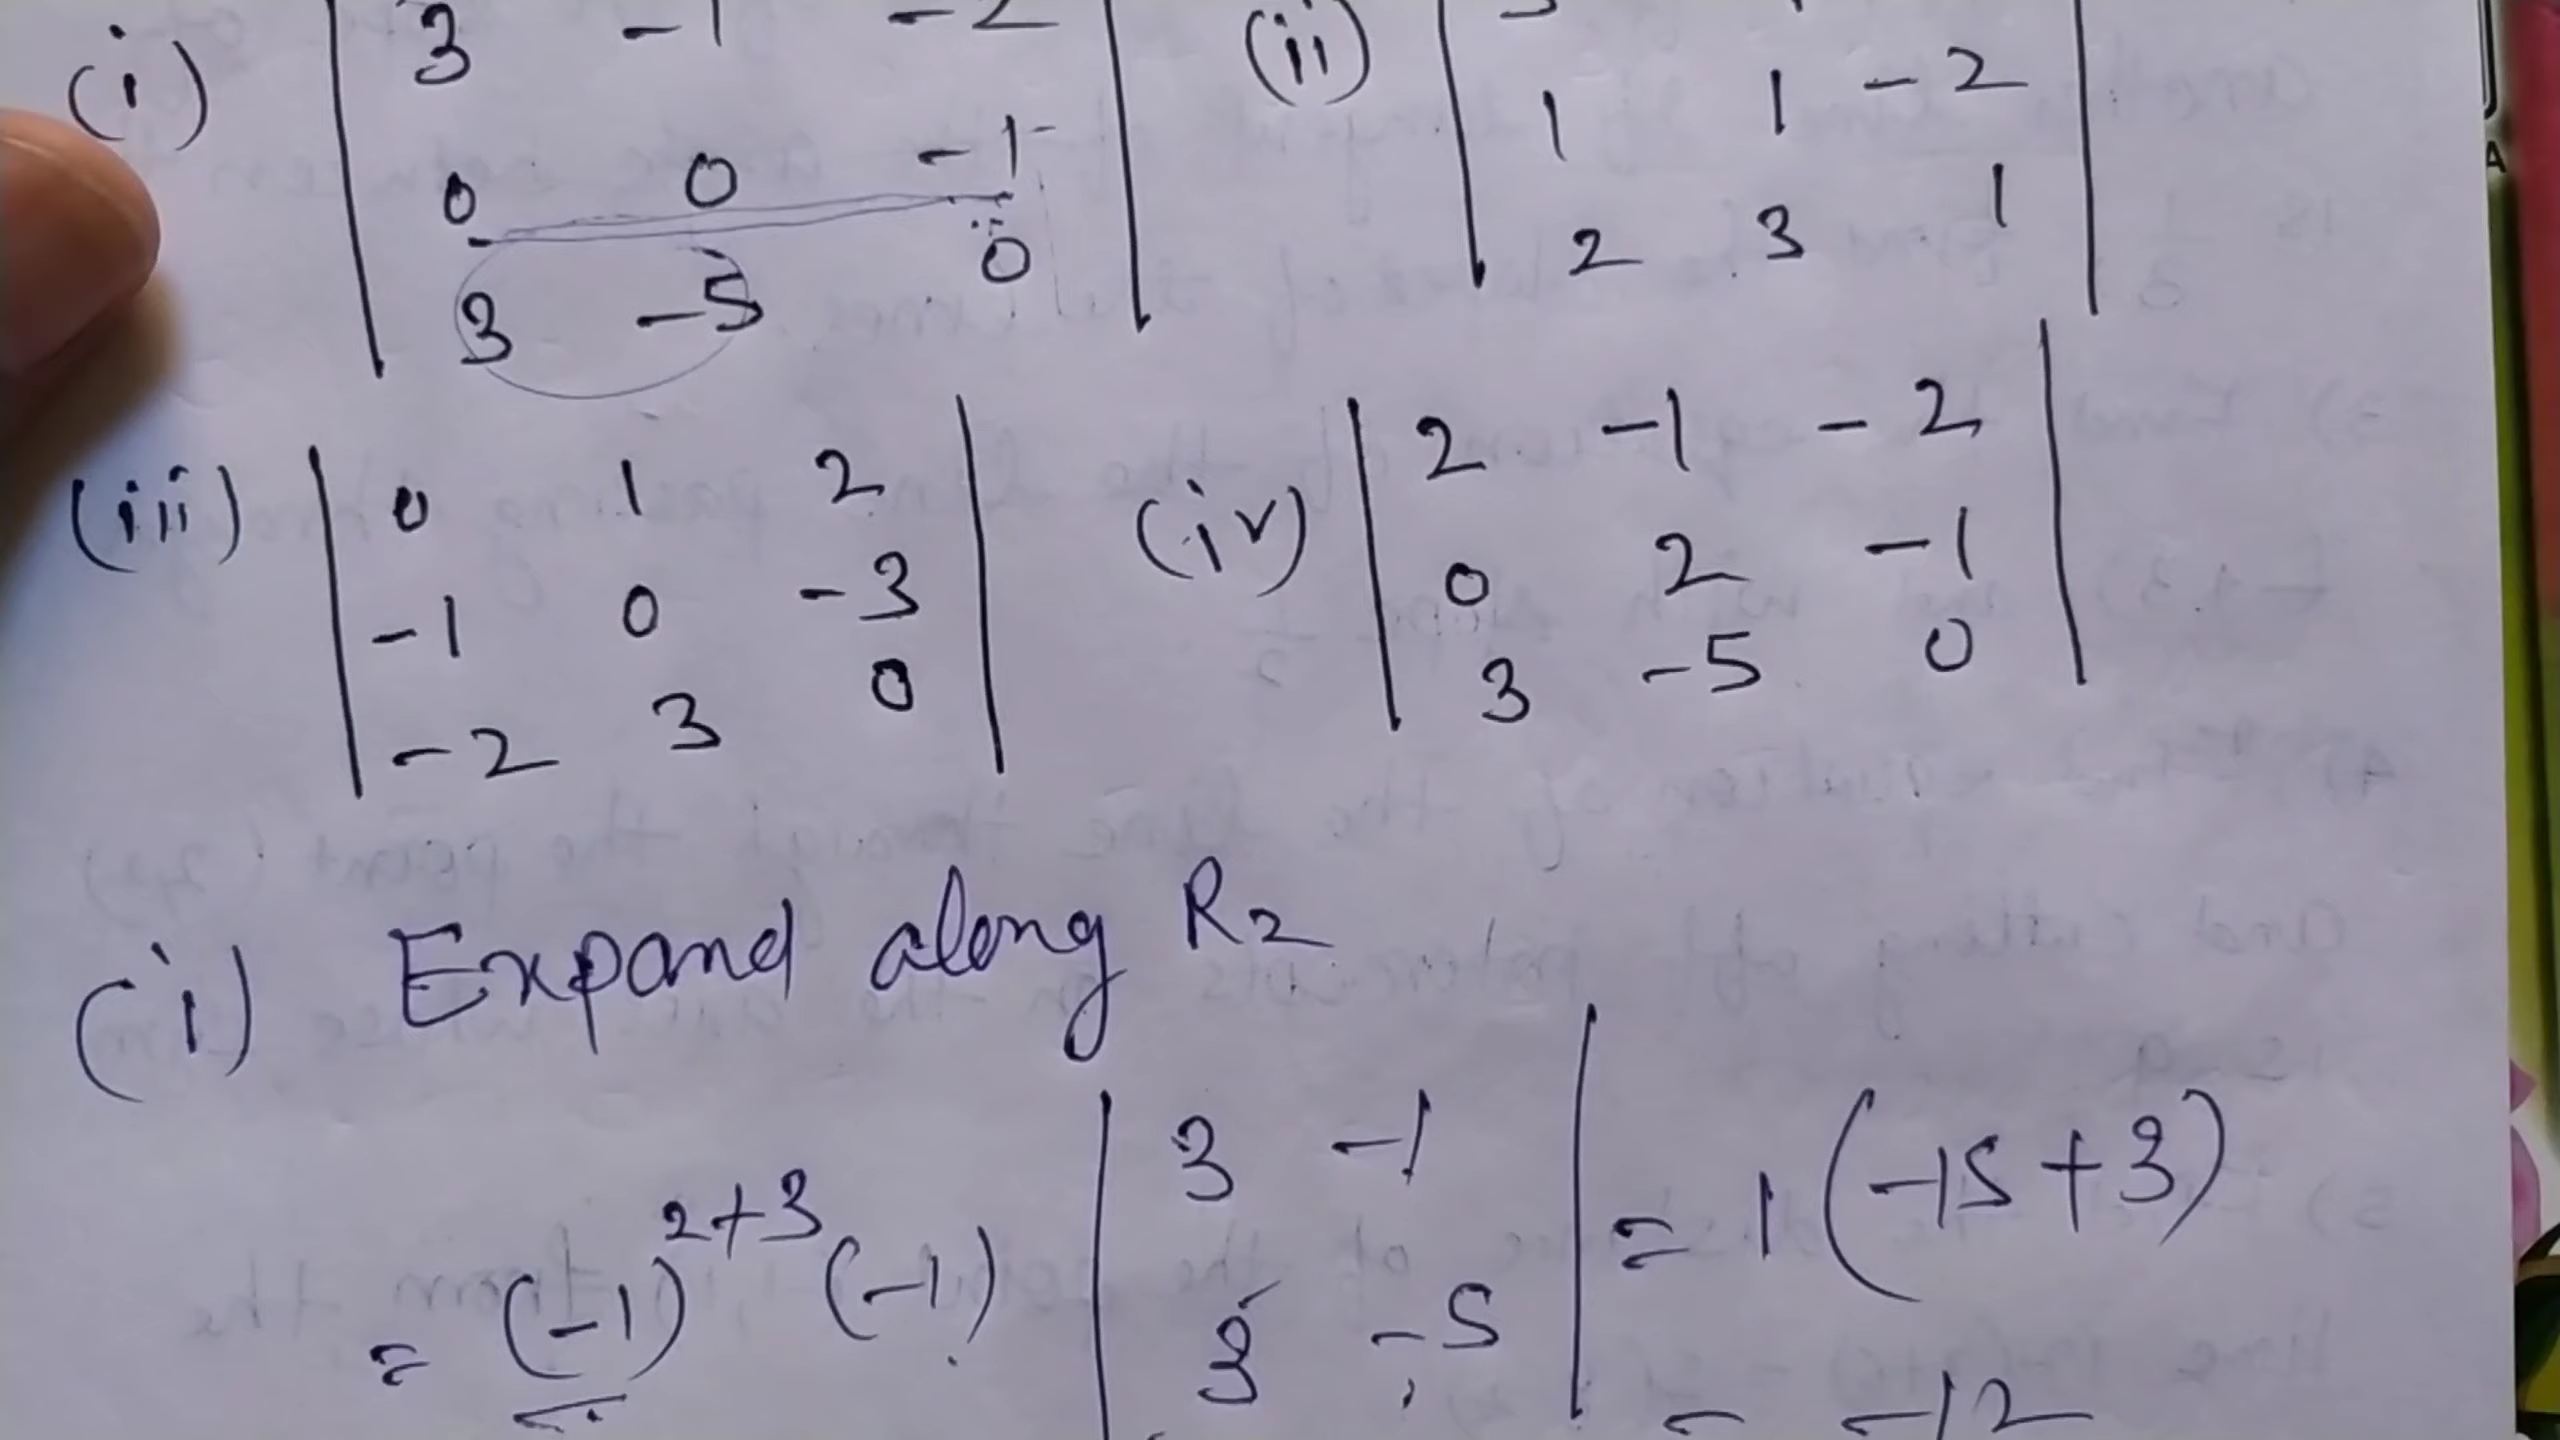 (i) | 3 -1 -2 | (ii) |
| 0 0 -1 | | 1 1 -2 |
| 3 -5 0 | | 2 3 1 |
(iii) | 0 1 2 | (iv) | 2 -1 -2 |
| -1 0 -3 | | 0 2 -1 |
| -2 3 0 | | 3 -5 0 |
(i) Expand along R2
= (-1)^2+3 (-1) | 3 -1 | = 1 (-15 + 3)
| 3 -5 | = -12